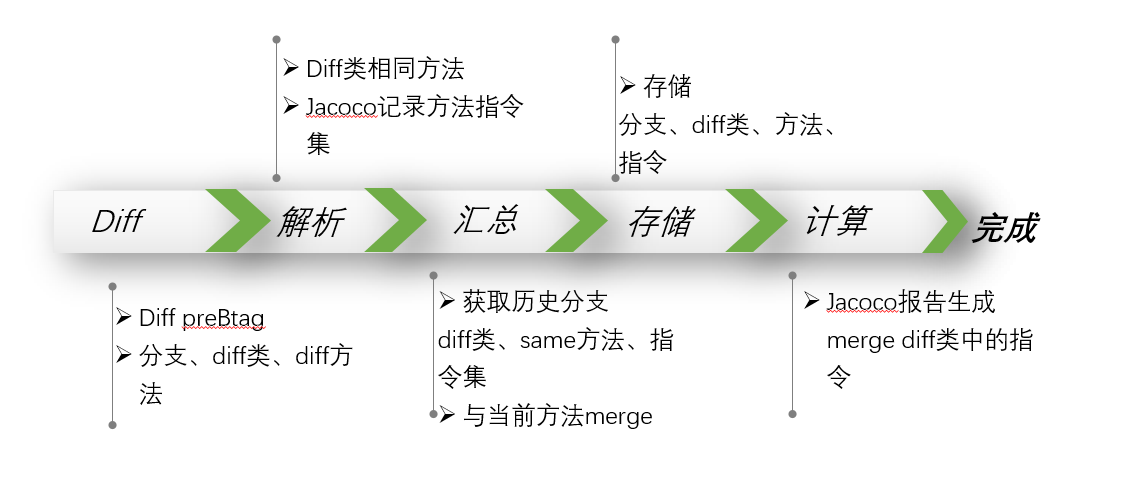 ➢ Diff类相同方法
➢ Jacoco记录方法指令
集
➢ 存储
分支、diff类、方法、
指令
Diff
解析
汇总
存储
计算
完成
➢ Diff preBtag
➢ 分支、diff类、diff方
法
➢ 获取历史分支
diff类、same方法、指
令集
➢ 与当前方法merge
➢ Jacoco报告生成
merge diff类中的指
令